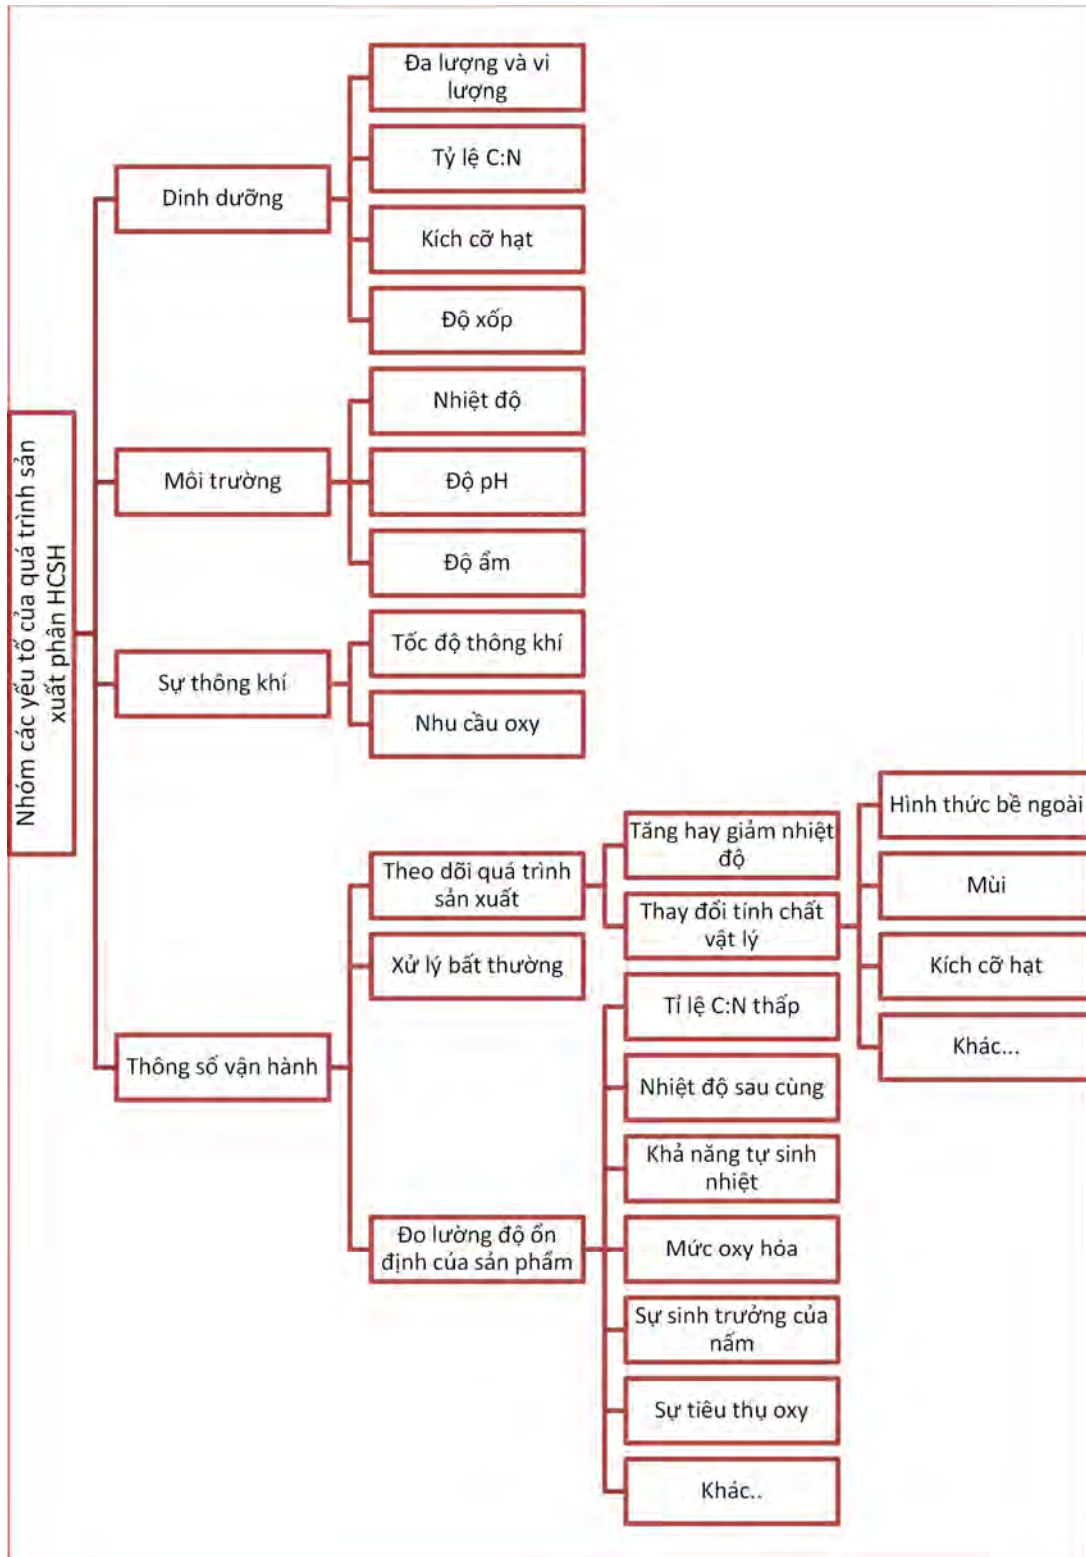 Nhóm các yếu tố của quá trình sản
xuất phân HCSH
Dinh dưỡng
Đa lượng và vi
lượng
Tỷ lệ C:N
Kích cỡ hạt
Độ xốp
Môi trường
Nhiệt độ
Độ pH
Độ ẩm
Sự thông khí
Tốc độ thông khí
Nhu cầu oxy
Thông số vận hành
Theo dõi quá trình
sản xuất
Tăng hay giảm nhiệt
độ
Thay đổi tính chất
vật lý
Hình thức bề ngoài
Mùi
Kích cỡ hạt
Khác...
Xử lý bất thường
Đo lường độ ổn
định của sản phẩm
Tỉ lệ C:N thấp
Nhiệt độ sau cùng
Khả năng tự sinh
nhiệt
Mức oxy hóa
Sự sinh trưởng của
nấm
Sự tiêu thụ oxy
Khác..